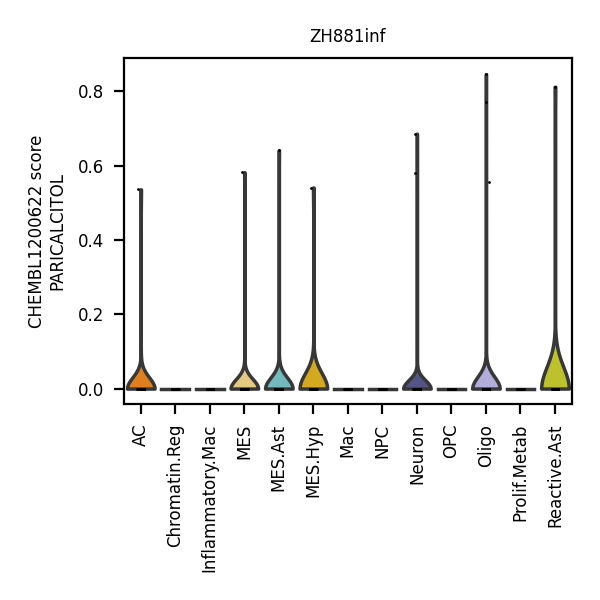 ZH881inf
CHEMBL1200622 score
PARICALCITOL
0.8
0.6
0.4
0.2
0.0
AC
Chromatin.Reg
Inflammatory.Mac
MES
MES.Ast
MES.Hyp
Mac
NPC
Neuron
OPC
Oligo
Prolif.Metab
Reactive.Ast